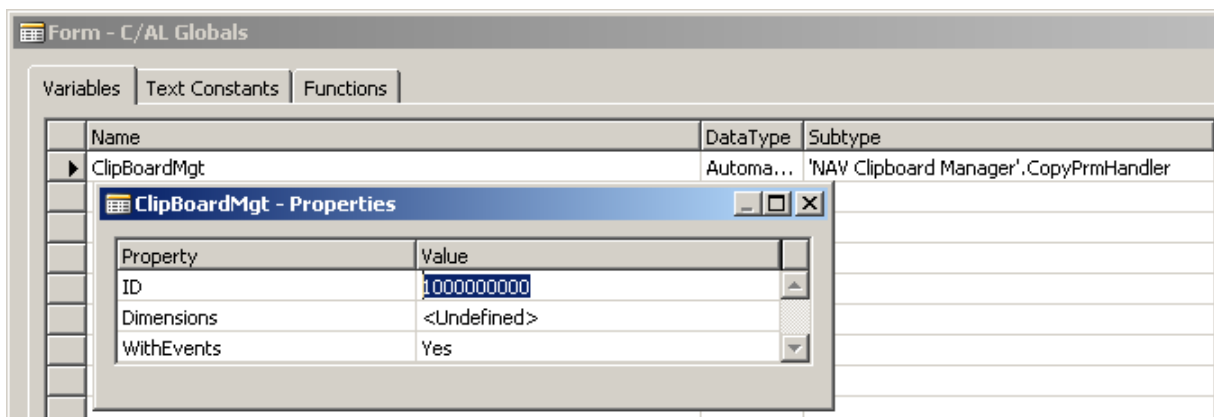 Form - C/AL Globals
Variables Text Constants Functions
Name DataType Subtype
ClipBoardMgt Automa... 'NAV Clipboard Manager'.CopyPrmHandler
ClipBoardMgt - Properties
Property Value
ID 1000000000
Dimensions <Undefined>
WithEvents Yes